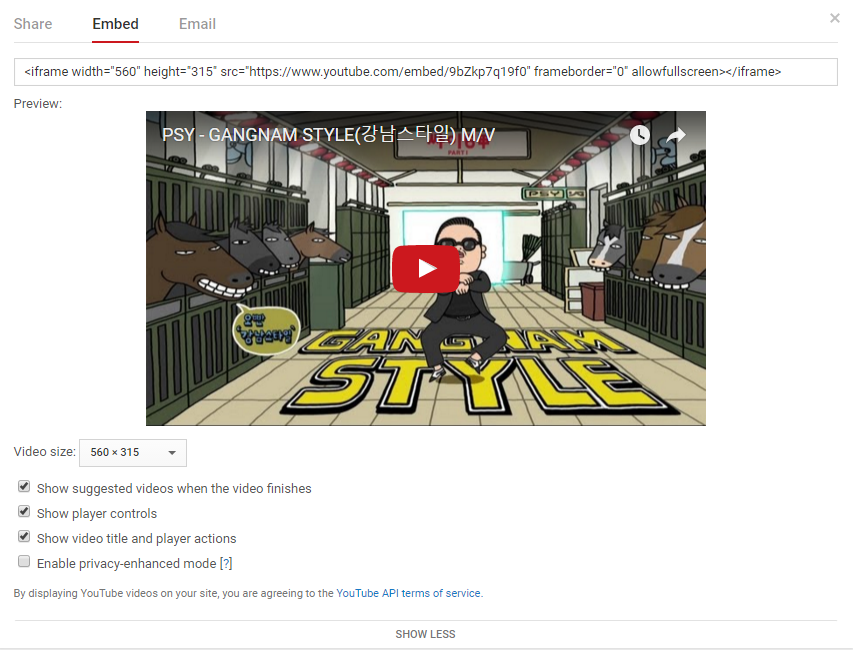 Share Embed Email
<iframe width="560" height="315" src="https://www.youtube.com/embed/9bZkp7q19f0" frameborder="0" allowfullscreen></iframe>
Preview:
PSY - GANGNAM STYLE(강남스타일) M/V
PART1
PSY
오빤
강남스타일
GANGNAM
STYLE
Video size: 560 × 315
Show suggested videos when the video finishes
Show player controls
Show video title and player actions
Enable privacy-enhanced mode [?]
By displaying YouTube videos on your site, you are agreeing to the YouTube API terms of service.
SHOW LESS